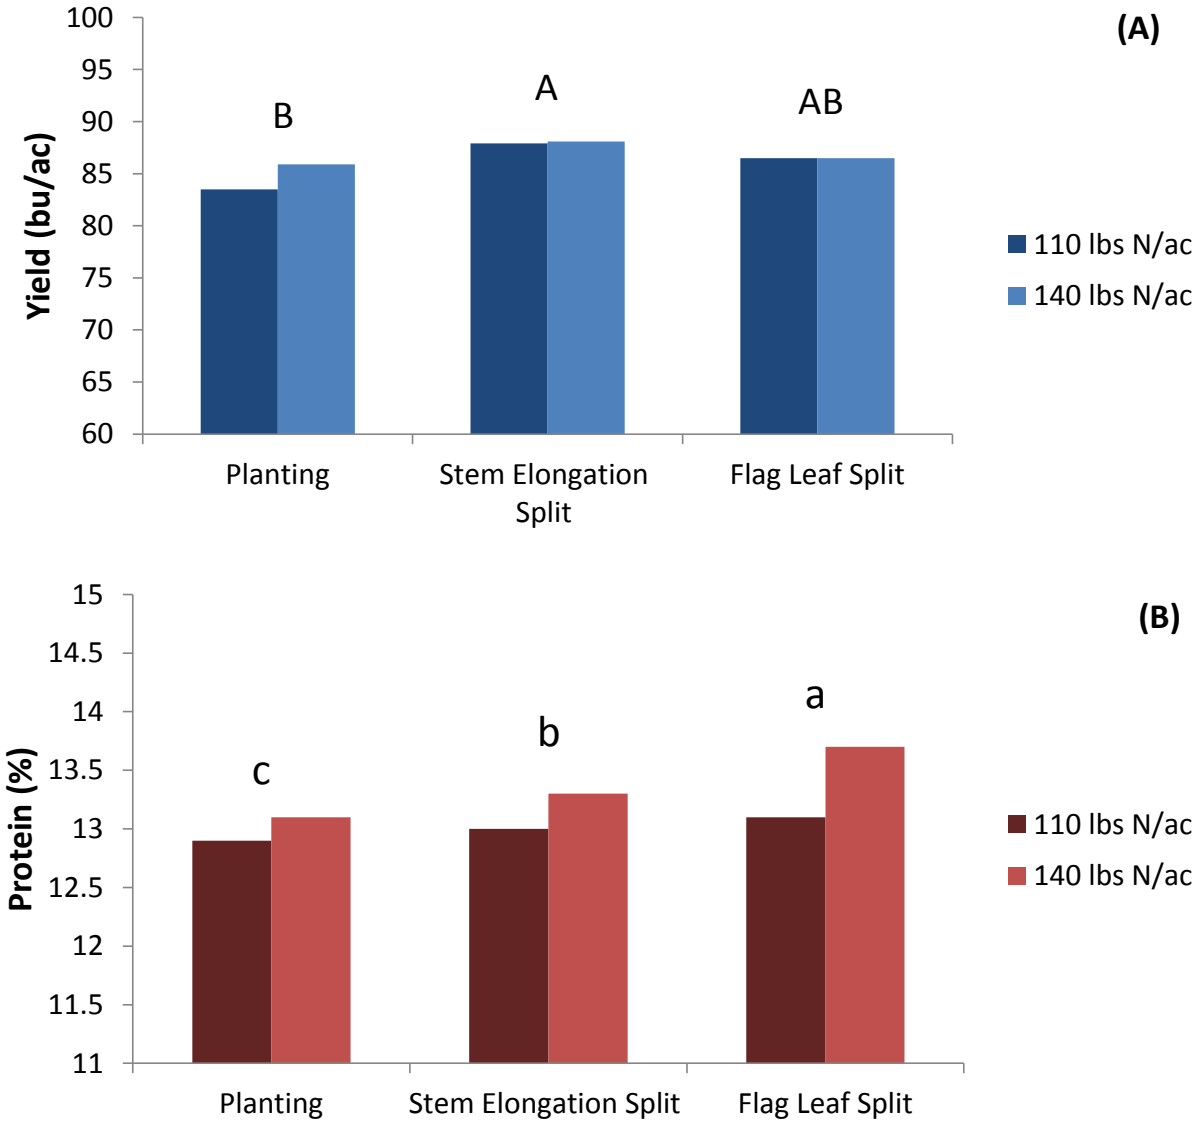 (A)
100
95
90
85
80
75
70
65
60
Yield (bu/ac)
B
A
AB
Planting
Stem Elongation
Split
Flag Leaf Split
110 lbs N/ac
140 lbs N/ac
(B)
15
14.5
14
13.5
13
12.5
12
11.5
11
Protein (%)
c
b
a
Planting
Stem Elongation Split
Flag Leaf Split
110 lbs N/ac
140 lbs N/ac